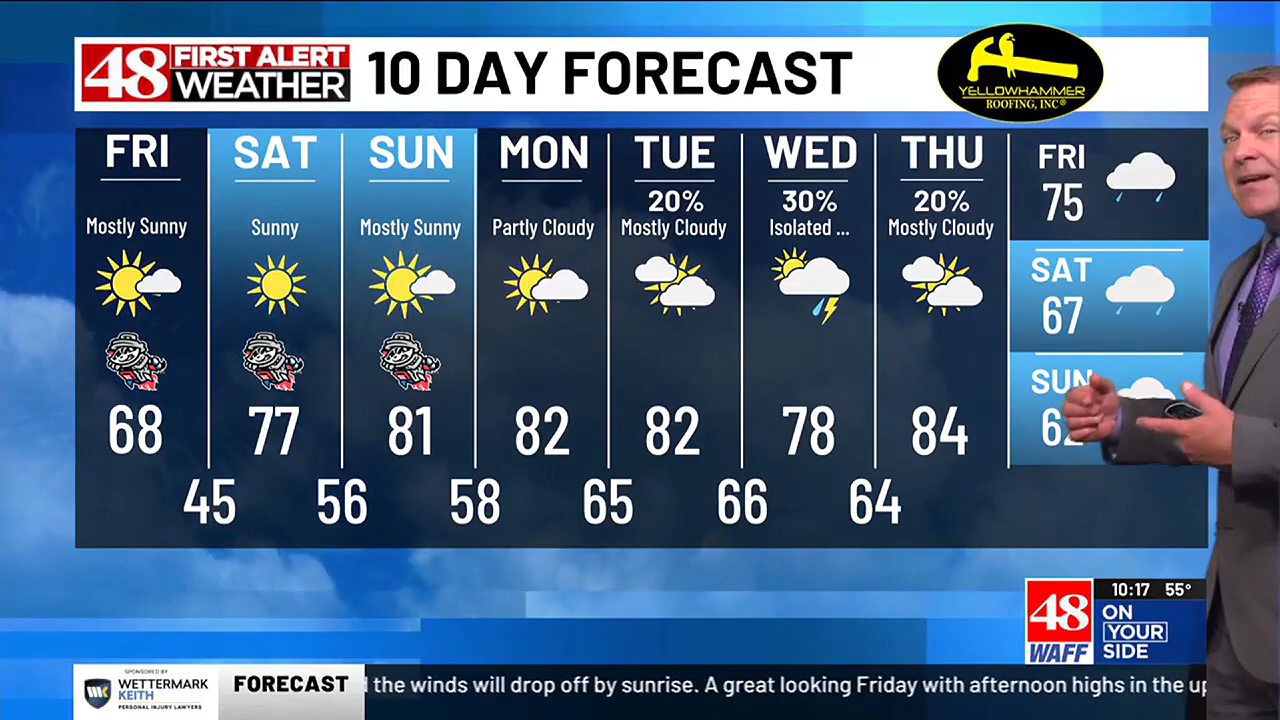 48 FIRST ALERT WEATHER
10 DAY FORECAST
YELLOWHAMMER
ROOFING, INC®
FRI
Mostly Sunny
68
SAT
Sunny
77
SUN
Mostly Sunny
81
MON
Partly Cloudy
82
TUE
20%
Mostly Cloudy
82
WED
30%
Isolated ...
78
THU
20%
Mostly Cloudy
84
45 56 58 65 66 64
FRI
75
SAT
67
SUN
48
WAFF
10:17 55°
ON
YOUR
SIDE
SPONSORED BY
WK
WETTERMARK
KEITH
PERSONAL INJURY LAWYERS
FORECAST
the winds will drop off by sunrise. A great looking Friday with afternoon highs in the up